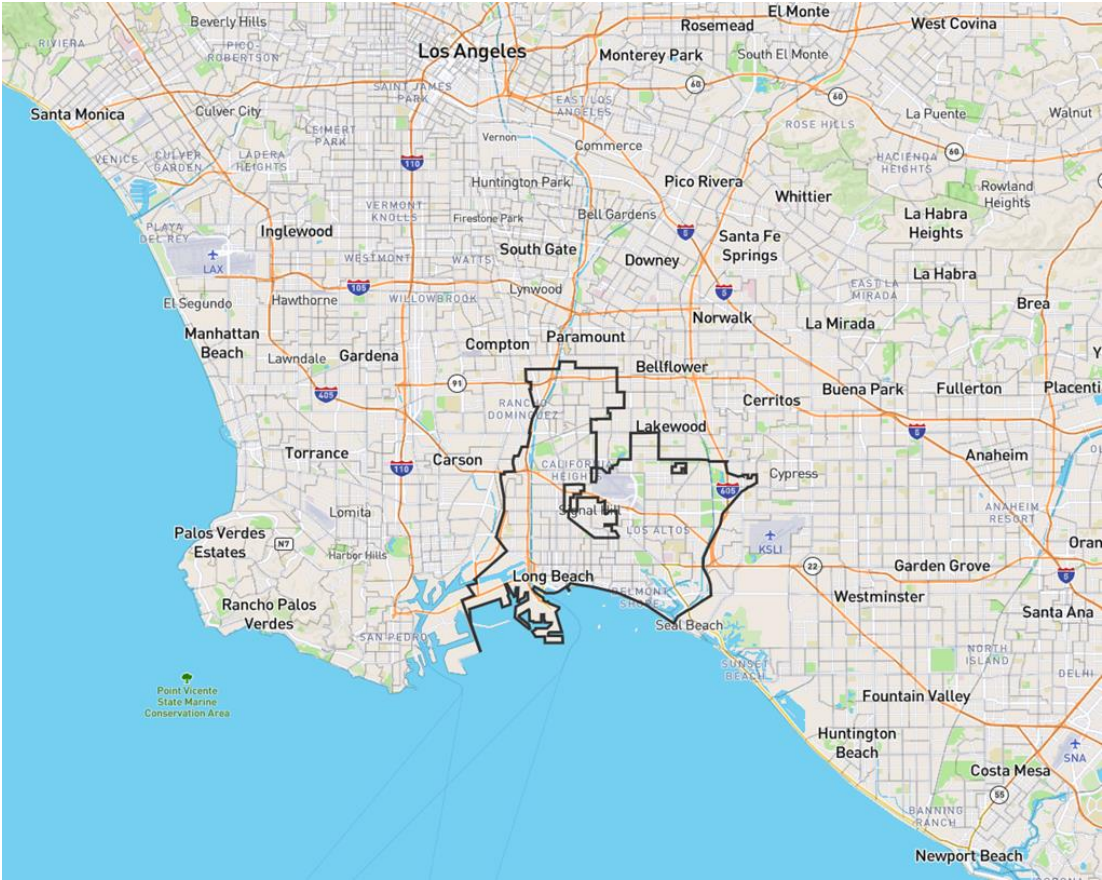 El Monte
Beverly Hills
Rosemead
West Covina
RIVIERA
PICO-
ROBERTSON
Los Angeles
Monterey Park
South El Monte
60
SAINT JAMES
PARK
60
Santa Monica
Culver City
EAST LOS
ANGELES
La Puente
Walnut
LEIMERT
PARK
Vernon
Commerce
ROSE HILLS
VENICE
CULVER
GARDEN
LADERA
HEIGHTS
110
60
HACIENDA
HEIGHTS
Huntington Park
Pico Rivera
Whittier
Rowland
Heights
VERMONT
KNOLLS
Firestone Park
Bell Gardens
La Habra
Heights
PLAYA
DEL REY
Inglewood
5
Santa Fe
Springs
LAX
WESTMONT
WATTS
South Gate
Downey
La Habra
105
Lynwood
5
EAST LA
MIRADA
El Segundo
Hawthorne
WILLOWBROOK
Brea
Manhattan
Beach
Norwalk
La Mirada
Lawndale
Gardena
Compton
Paramount
Y
91
Bellflower
Buena Park
Fullerton
Placenti
405
RANCHO
DOMINGUEZ
Cerritos
Lakewood
5
Torrance
110
Carson
CALIFORNIA
HEIGHTS
Cypress
Anaheim
605
Lomita
Signal Hill
LOS ALTOS
ANAHEIM
RESORT
Palos Verdes
Estates
N7
Harbor Hills
KSLI
Oran
22
Garden Grove
5
Long Beach
BELMONT
SHORE
Westminster
Rancho Palos
Verdes
Santa Ana
SAN PEDRO
Seal Beach
NORTH
ISLAND
SUNSET
BEACH
DELHI
Point Vicente
State Marine
Conservation Area
Fountain Valley
Huntington
Beach
SNA
Costa Mesa
55
BANNING
RANCH
Newport Beach